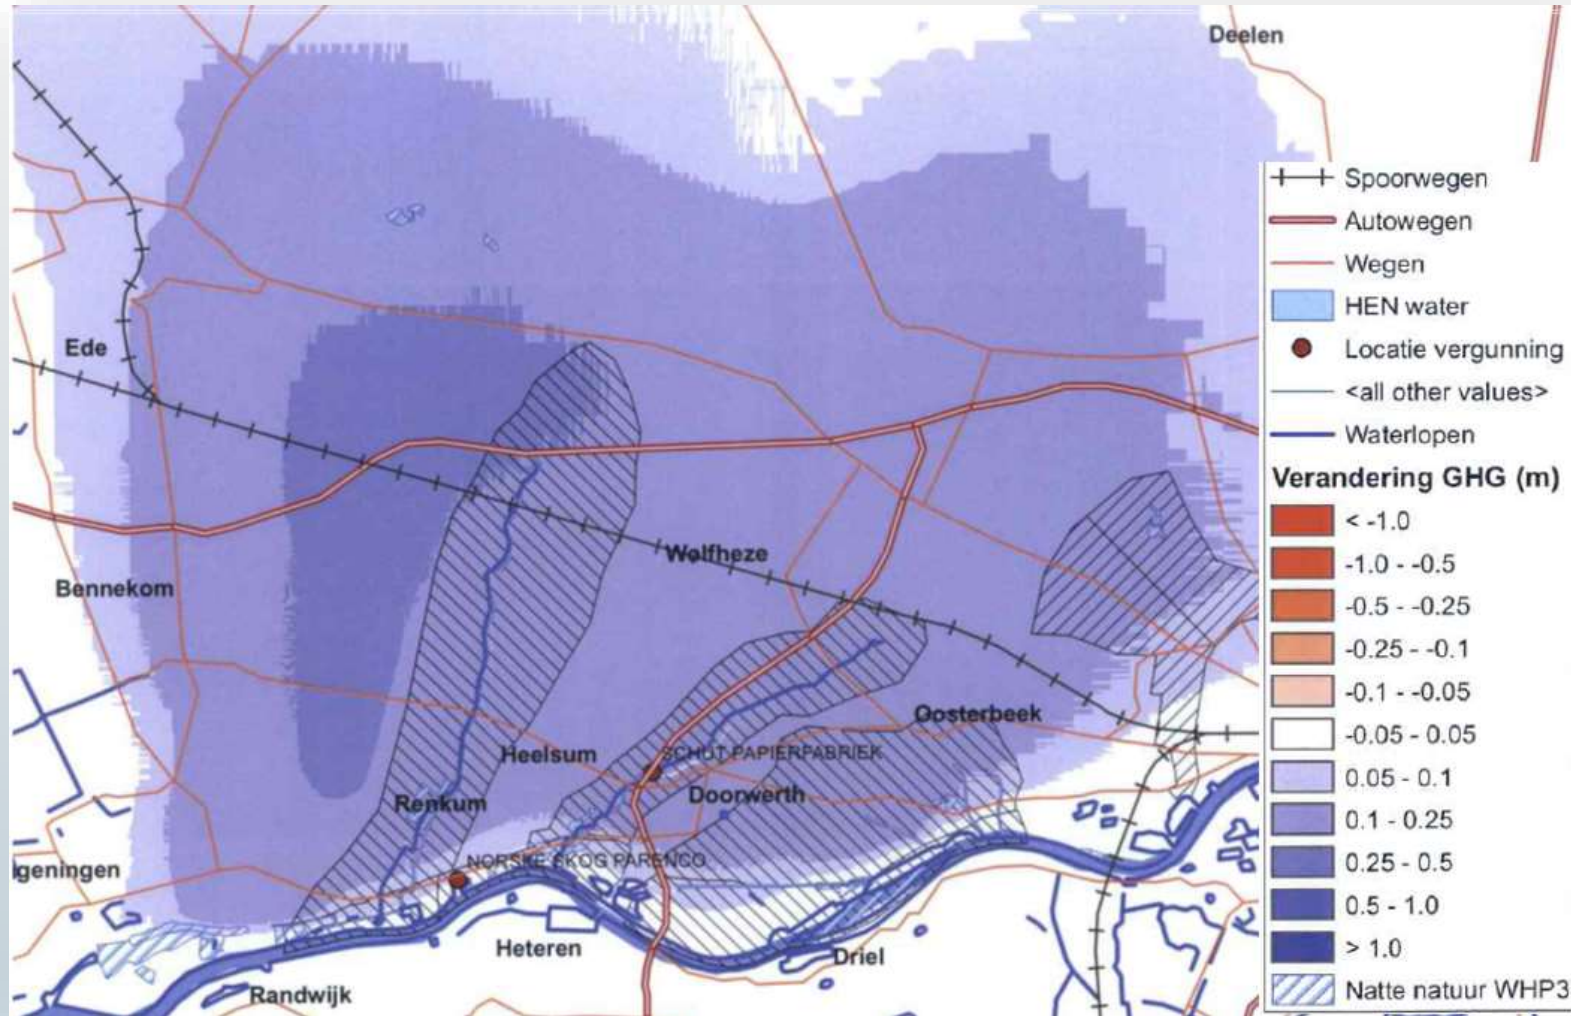 Deelen
Ede
Wolfheze
Bennekom
Oosterbeek
Heelsum
SCHUT PAPIERFABRIEK
Doorwerth
Renkum
NORSKE SKOG PARENCO
geningen
Heteren
Driel
Randwijk
Spoorwegen
Autowegen
Wegen
HEN water
Locatie vergunning
<all other values>
Waterlopen
Verandering GHG (m)
< -1.0
-1.0 - -0.5
-0.5 - -0.25
-0.25 - -0.1
-0.1 - -0.05
-0.05 - 0.05
0.05 - 0.1
0.1 - 0.25
0.25 - 0.5
0.5 - 1.0
> 1.0
Natte natuur WHP3